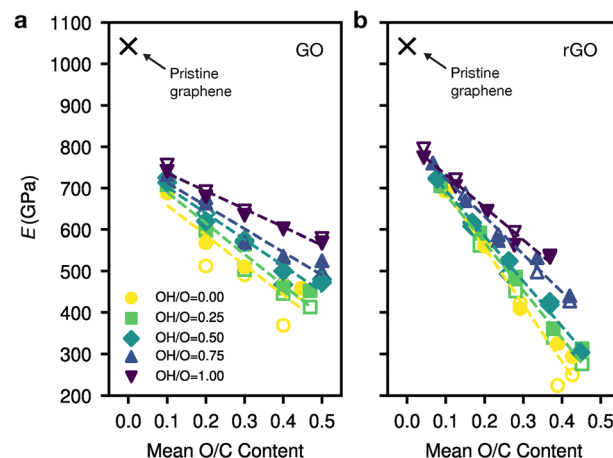 a
GO
Pristine
graphene
1100
1000
900
800
700
600
500
400
300
200
E (GPa)
OH/O=0.00
OH/O=0.25
OH/O=0.50
OH/O=0.75
OH/O=1.00
0.0 0.1 0.2 0.3 0.4 0.5
Mean O/C Content
b
rGO
Pristine
graphene
0.0 0.1 0.2 0.3 0.4 0.5
Mean O/C Content